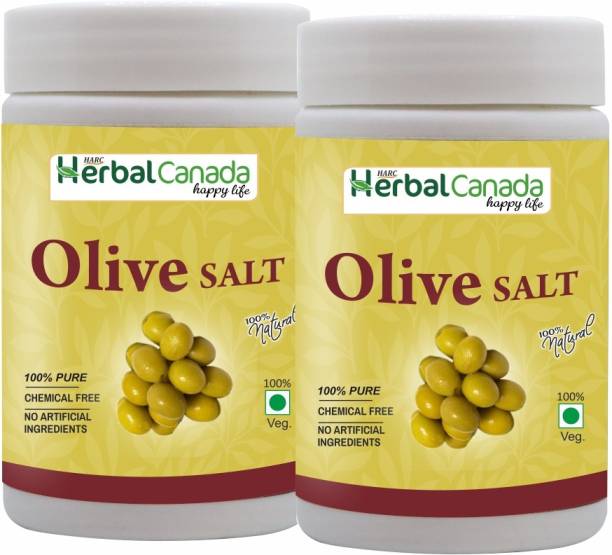 HARC
HerbalCanada
happy life
Olive SALT
100%
Natural
100% PURE
CHEMICAL FREE
NO ARTIFICIAL
INGREDIENTS
100%
Veg.
HARC
HerbalCanada
happy life
Olive SALT
100%
Natural
100% PURE
CHEMICAL FREE
NO ARTIFICIAL
INGREDIENTS
100%
Veg.